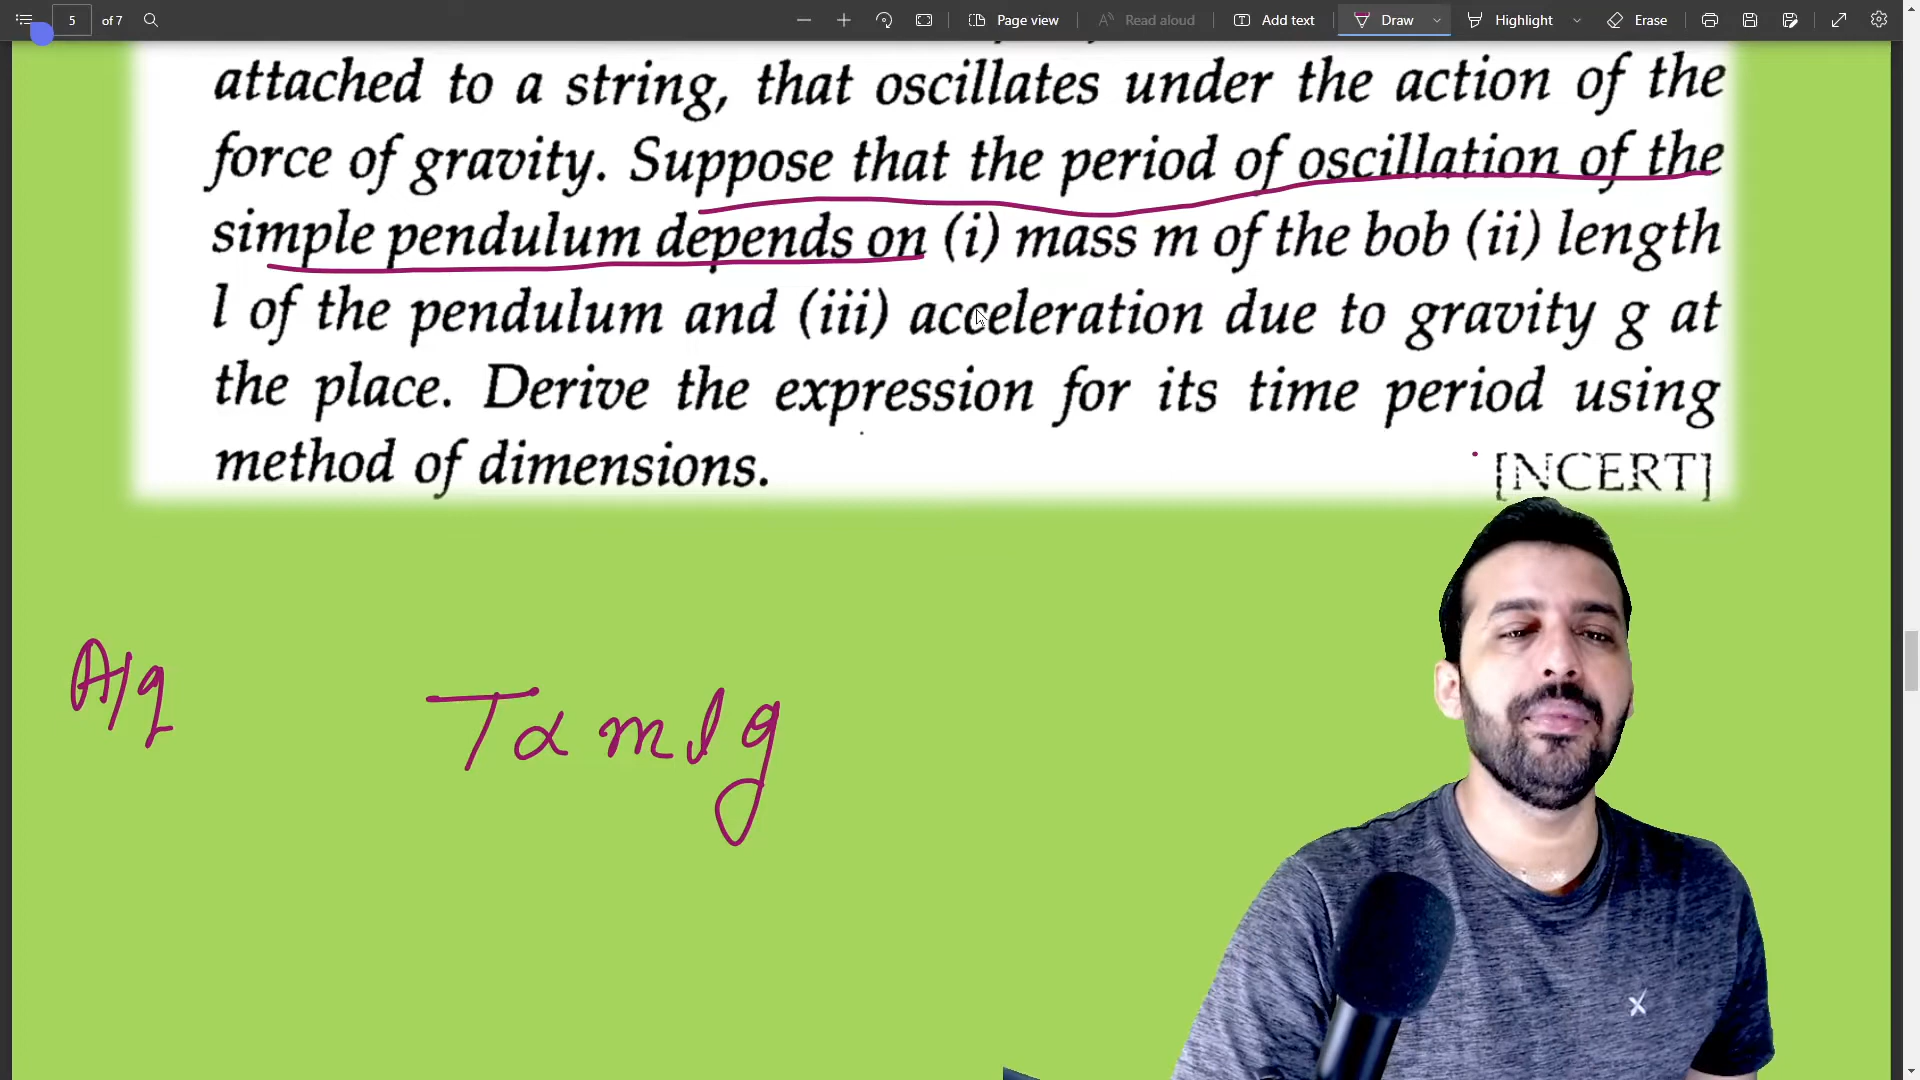 5 of 7 Page view Read aloud Add text Draw Highlight Erase
attached to a string, that oscillates under the action of the
force of gravity. Suppose that the period of oscillation of the
simple pendulum depends on (i) mass m of the bob (ii) length
l of the pendulum and (iii) acceleration due to gravity g at
the place. Derive the expression for its time period using
method of dimensions. [NCERT]
A/q T α m l g